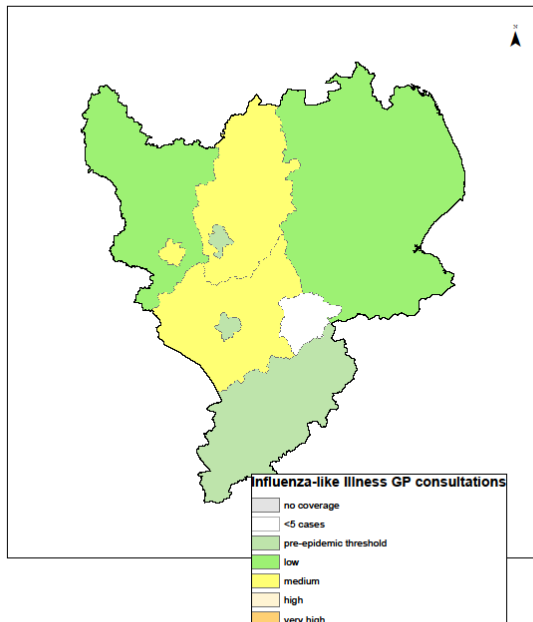 Influenza-like Illness GP consultations
no coverage
<5 cases
pre-epidemic threshold
low
medium
high
very high